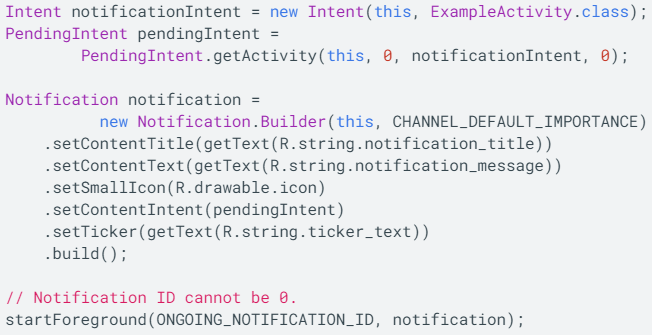 Intent notificationIntent = new Intent(this, ExampleActivity.class);
PendingIntent pendingIntent =
        PendingIntent.getActivity(this, 0, notificationIntent, 0);

Notification notification =
          new Notification.Builder(this, CHANNEL_DEFAULT_IMPORTANCE)
    .setContentTitle(getText(R.string.notification_title))
    .setContentText(getText(R.string.notification_message))
    .setSmallIcon(R.drawable.icon)
    .setContentIntent(pendingIntent)
    .setTicker(getText(R.string.ticker_text))
    .build();

// Notification ID cannot be 0.
startForeground(ONGOING_NOTIFICATION_ID, notification);